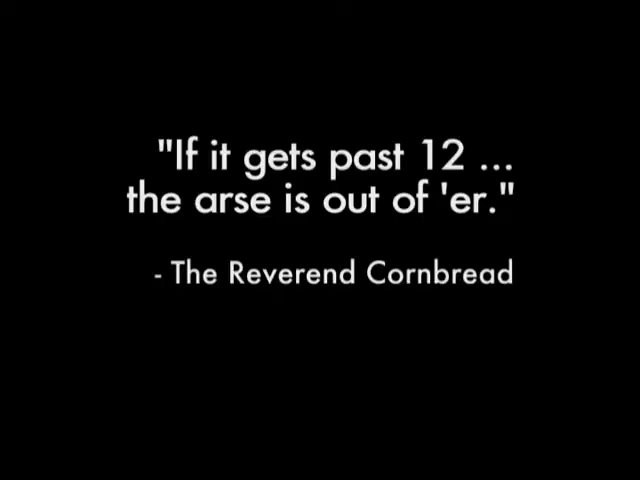 "If it gets past 12 ...
the arse is out of 'er."
- The Reverend Cornbread